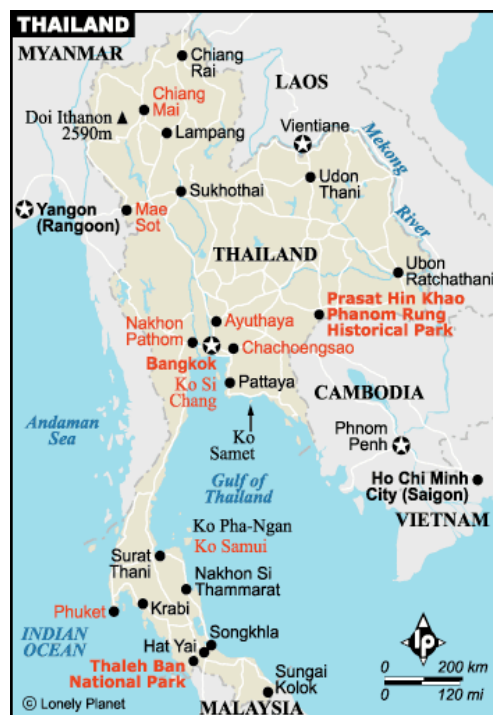 THAILAND
MYANMAR
Chiang
Rai
LAOS
Chiang
Mai
Doi Ithanon
2590m
Lampang
Vientiane
Mekong
River
Udon
Thani
Sukhothai
Yangon
(Rangoon)
Mae
Sot
THAILAND
Ubon
Ratchathani
Prasat Hin Khao
Phanom Rung
Historical Park
Ayuthaya
Nakhon
Pathom
Chachoengsao
Bangkok
Ko Si
Chang
Pattaya
CAMBODIA
Andaman
Sea
Ko
Samet
Phnom
Penh
Gulf of
Thailand
Ho Chi Minh
City (Saigon)
VIETNAM
Ko Pha-Ngan
Ko Samui
Surat
Thani
Nakhon Si
Thammarat
Phuket
Krabi
INDIAN
OCEAN
Songkhla
Hat Yai
Thaleh Ban
National Park
Sungai
Kolok
MALAYSIA
lp
0 200 km
0 120 mi
© Lonely Planet